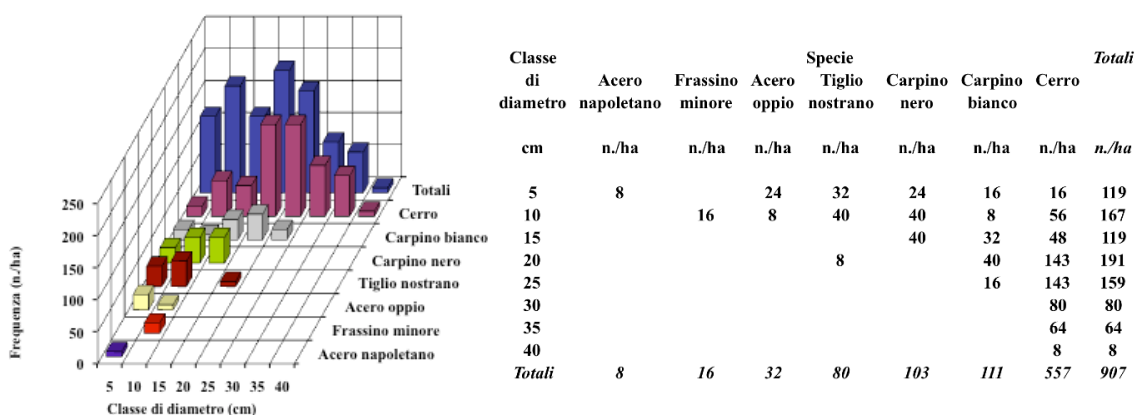 250
200
150
100
50
0
Frequenza (n./ha)
5 10 15 20 25 30 35 40
Classe di diametro (cm)
Totali
Cerro
Carpino bianco
Carpino nero
Tiglio nostrano
Acero oppio
Frassino minore
Acero napoletano
Classe Specie Totali
di Acero Frassino Acero Tiglio Carpino Carpino Cerro
diametro napoletano minore oppio nostrano nero bianco
cm n./ha n./ha n./ha n./ha n./ha n./ha n./ha n./ha
5 8 24 32 24 16 16 119
10 16 8 40 40 8 56 167
15 40 32 48 119
20 8 40 143 191
25 16 143 159
30 80 80
35 64 64
40 8 8
Totali 8 16 32 80 103 111 557 907